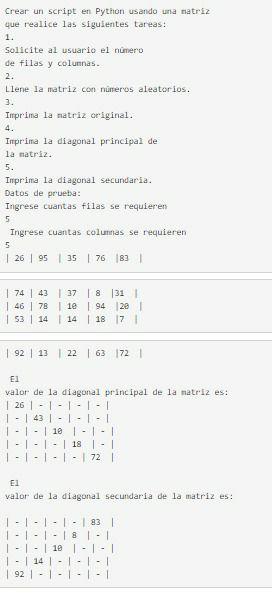 Crear un script en Python usando una matriz
que realice las siguientes tareas:
1.
Solicite al usuario el número
de filas y columnas.
2.
Llene la matriz con números aleatorios.
3.
Imprima la matriz original.
4.
Imprima la diagonal principal de
la matriz.
5.
Imprima la diagonal secundaria.
Datos de prueba:
Ingrese cuantas filas se requieren
5
Ingrese cuantas columnas se requieren
5
| 26 | 95 | 35 | 76 |83 |
| 74 | 43 | 37 | 8 |31 |
| 46 | 78 | 10 | 94 |20 |
| 53 | 14 | 14 | 18 |7 |
| 92 | 13 | 22 | 63 |72 |
El
valor de la diagonal principal de la matriz es:
| 26 | - | - | - | - |
| - | 43 | - | - | - |
| - | - | 10 | - | - |
| - | - | - | 18 | - |
| - | - | - | - | 72 |
El
valor de la diagonal secundaria de la matriz es:
| - | - | - | - | 83 |
| - | - | - | 8 | - |
| - | - | 10 | - | - |
| - | 14 | - | - | - |
| 92 | - | - | - | - |